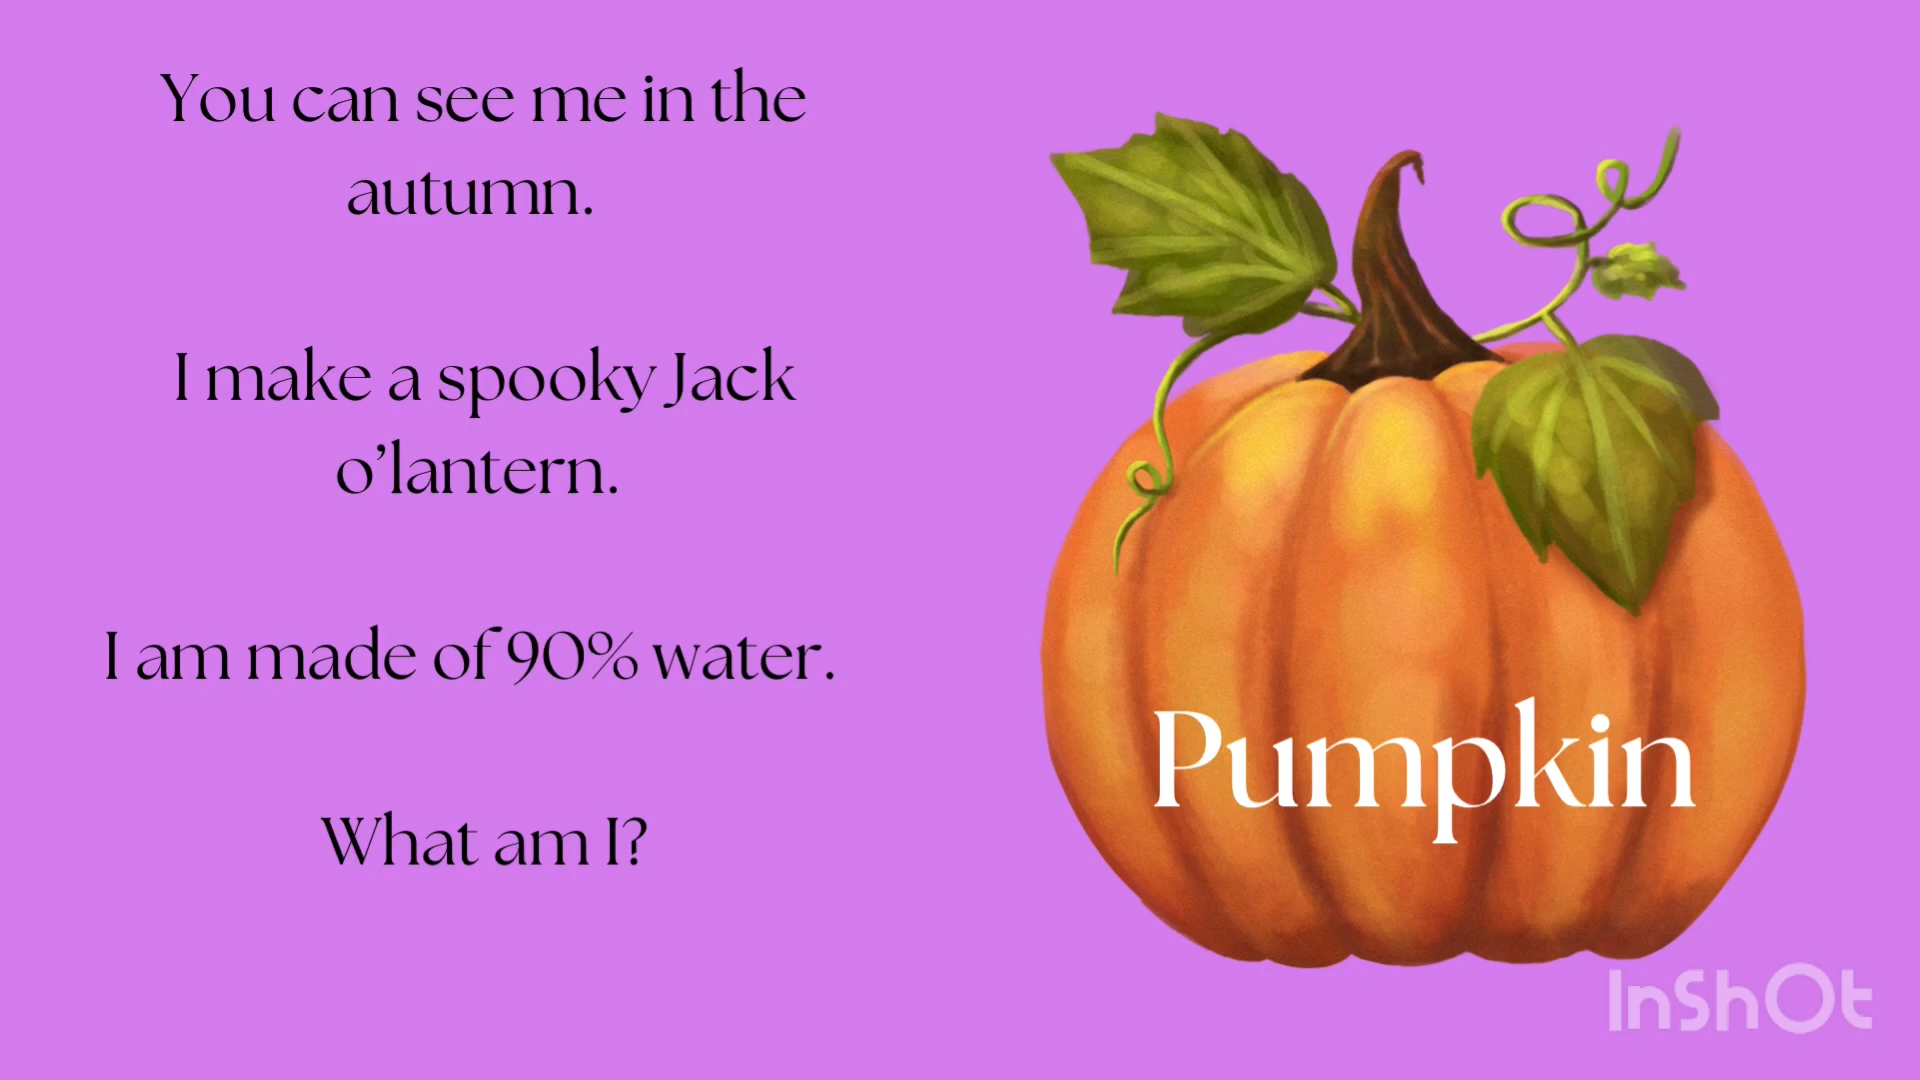 You can see me in the
autumn.
I make a spooky Jack
o’lantern.
I am made of 90% water.
What am I?
Pumpkin
InShOt